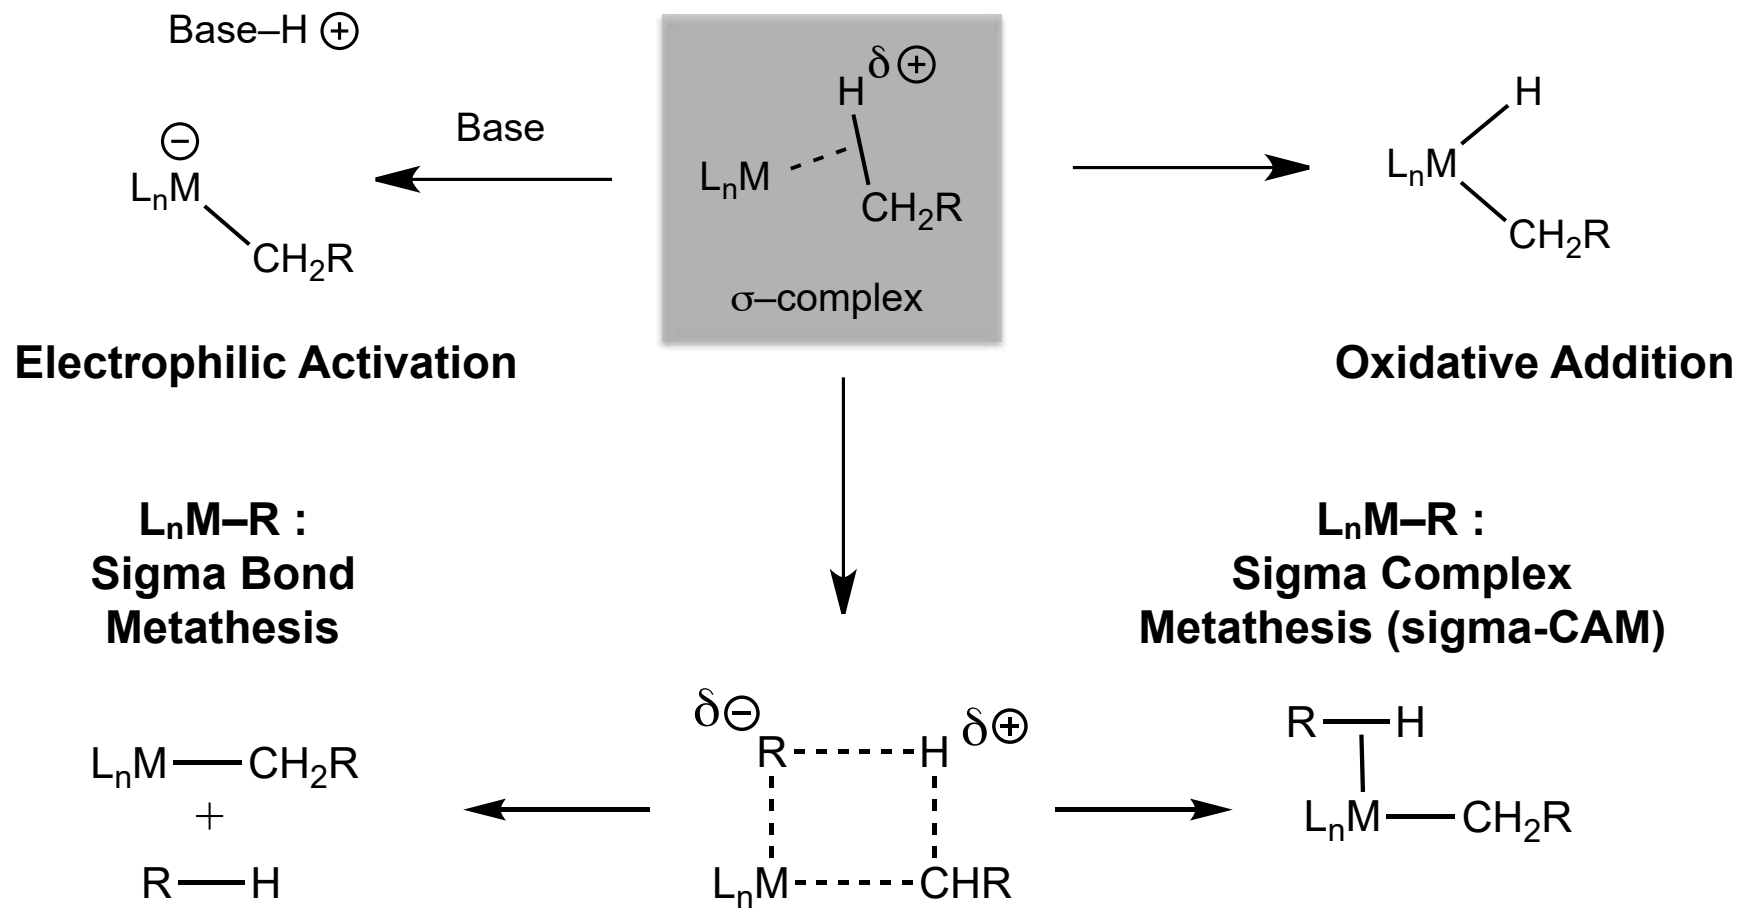 Base–H ⊕
H δ⊕
LₙM
CH₂R
σ–complex
Base
⊖
LₙM
CH₂R
H
LₙM
CH₂R
Electrophilic Activation
Oxidative Addition
LₙM–R :
Sigma Bond
Metathesis
LₙM–R :
Sigma Complex
Metathesis (sigma-CAM)
LₙM CH₂R
+
R H
δ⊖
δ⊕
R H
LₙM CHR
R H
LₙM CH₂R